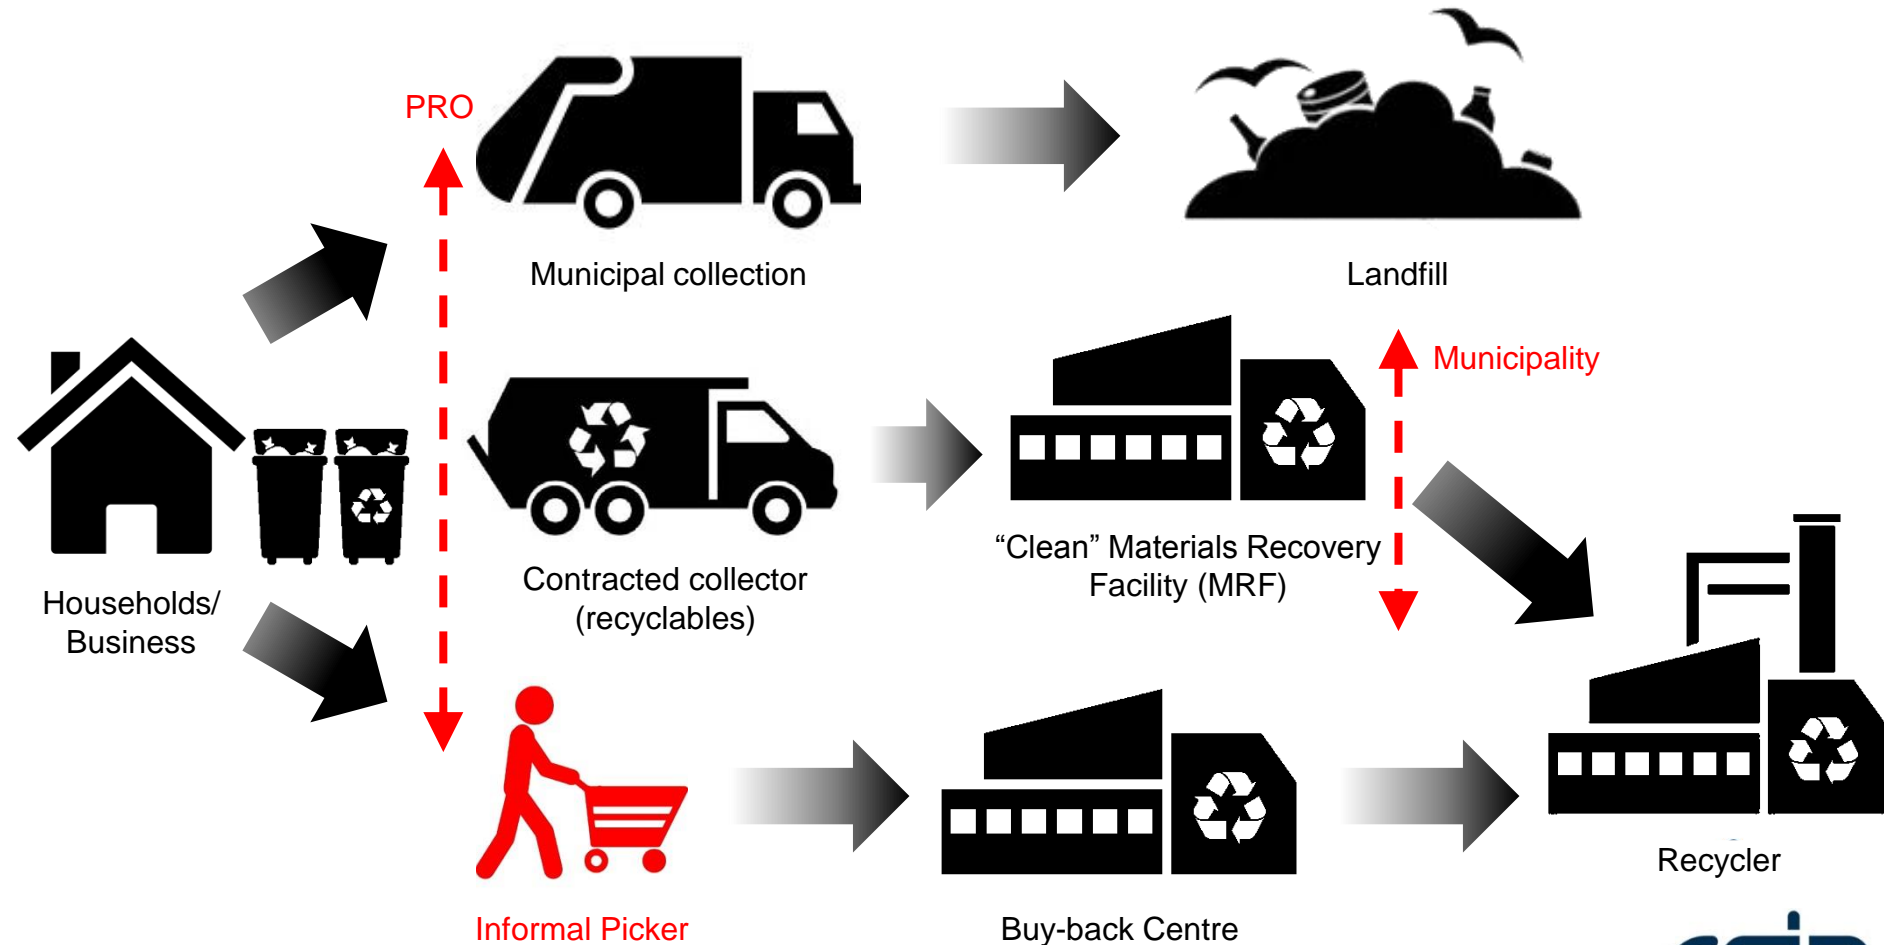 PRO
Municipal collection
Landfill
Municipality
Households/
Business
Contracted collector
(recyclables)
“Clean” Materials Recovery
Facility (MRF)
Informal Picker
Buy-back Centre
Recycler